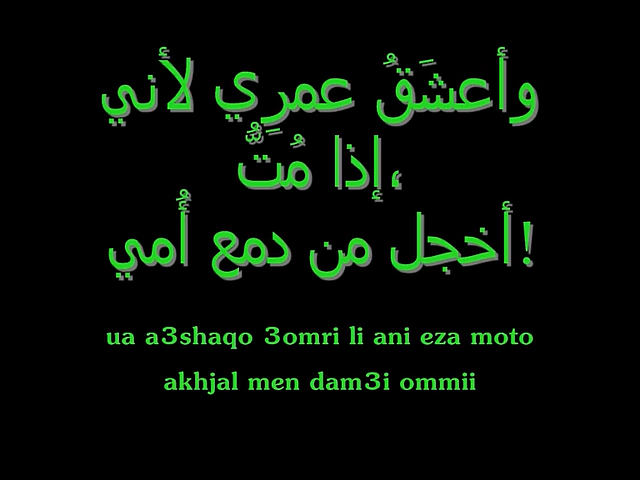 وأعشَقُ عمرِي لأني
إذا مُتُّ،
أخجل من دمع أُمي!
ua a3shaqo 3omri li ani eza moto
akhjal men dam3i ommii